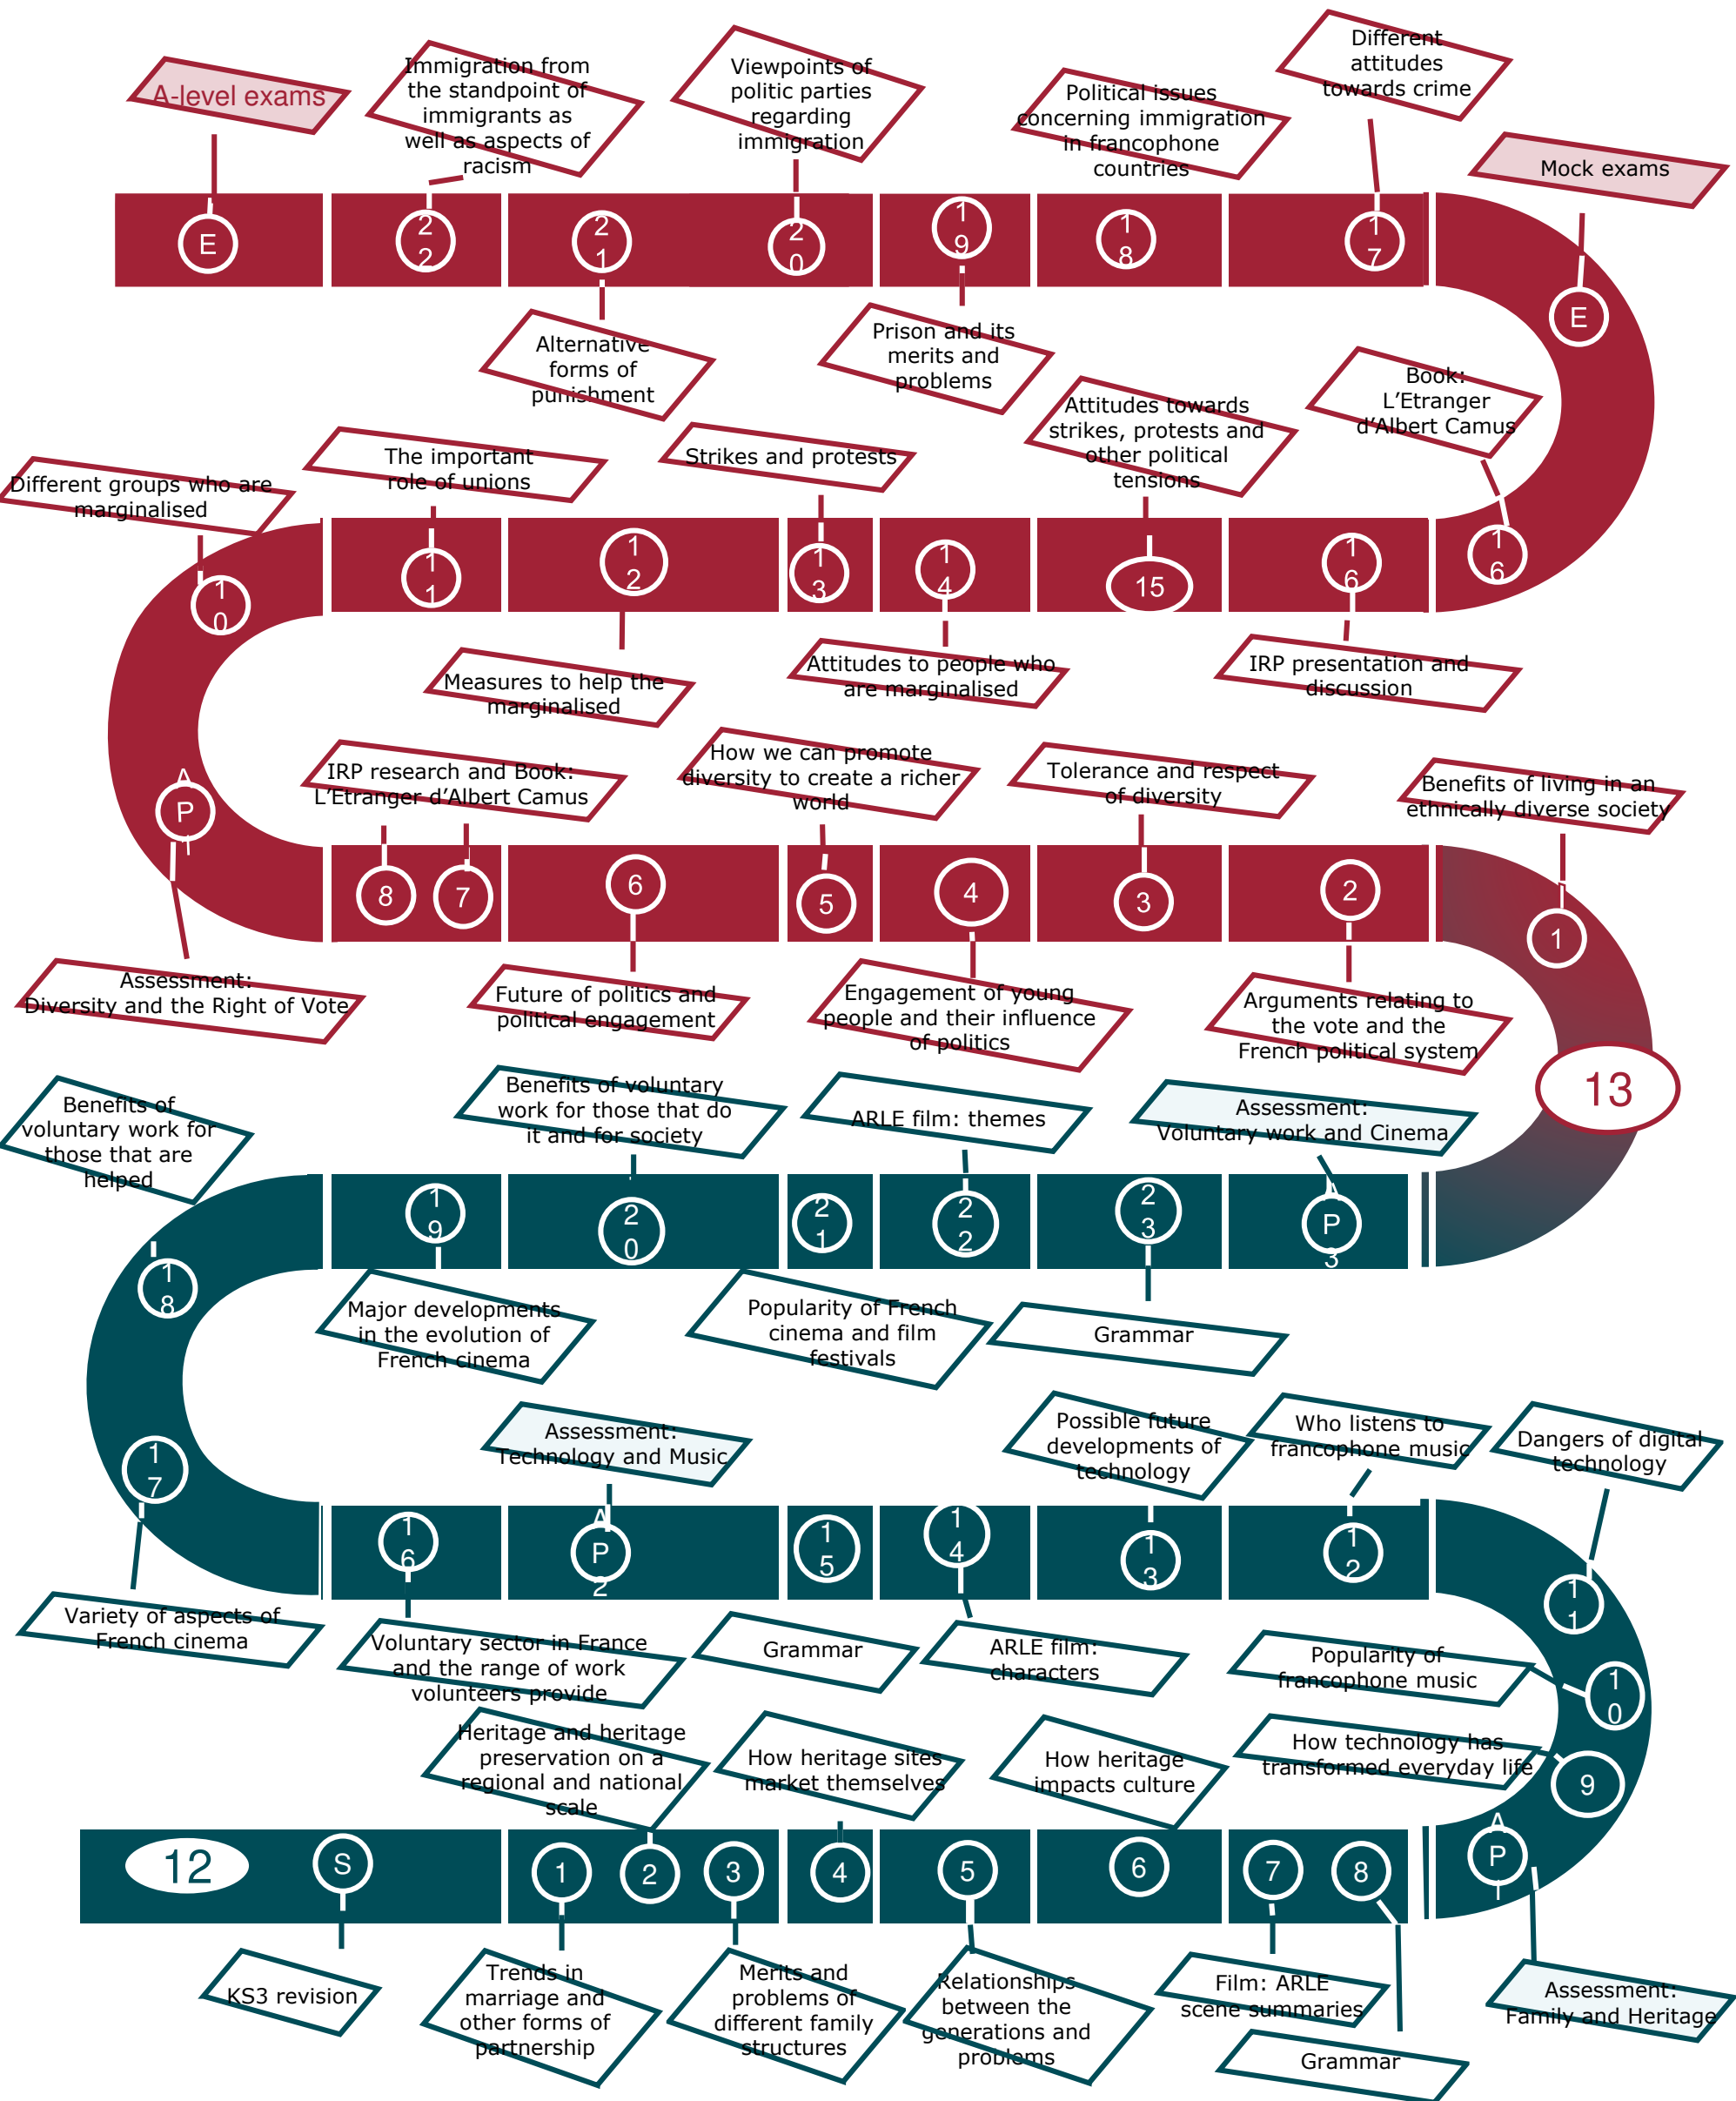 A-level exams
Immigration from
the standpoint of
immigrants as
well as aspects of
racism
Viewpoints of
politic parties
regarding
immigration
Political issues
concerning immigration
in francophone
countries
Different
attitudes
towards crime
Mock exams
E
22
21
20
19
18
17
E
Alternative
forms of
punishment
Prison and its
merits and
problems
Book:
L'Etranger
d'Albert Camus
Different groups who are
marginalised
The important
role of unions
Strikes and protests
Attitudes towards
strikes, protests and
other political
tensions
10
11
12
13
14
15
16
16
Measures to help the
marginalised
Attitudes to people who
are marginalised
IRP presentation and
discussion
AP1
IRP research and Book:
L'Etranger d'Albert Camus
How we can promote
diversity to create a richer
world
Tolerance and respect
of diversity
Benefits of living in an
ethnically diverse society
8
7
6
5
4
3
2
1
Assessment:
Diversity and the Right of Vote
Future of politics and
political engagement
Engagement of young
people and their influence
of politics
Arguments relating to
the vote and the
French political system
13
Benefits of
voluntary work for
those that are
helped
Benefits of voluntary
work for those that do
it and for society
ARLE film: themes
Assessment:
Voluntary work and Cinema
18
19
20
21
22
23
AP3
Major developments
in the evolution of
French cinema
Popularity of French
cinema and film
festivals
Grammar
Assessment:
Technology and Music
Possible future
developments of
technology
Who listens to
francophone music
Dangers of digital
technology
17
16
AP2
15
14
13
12
11
Variety of aspects of
French cinema
Voluntary sector in France
and the range of work
volunteers provide
Grammar
ARLE film:
characters
Popularity of
francophone music
10
Heritage and heritage
preservation on a
regional and national
scale
How heritage sites
market themselves
How heritage
impacts culture
How technology has
transformed everyday life
9
12
S
1
2
3
4
5
6
7
8
AP1
KS3 revision
Trends in
marriage and
other forms of
partnership
Merits and
problems of
different family
structures
Relationships
between the
generations and
problems
Film: ARLE
scene summaries
Grammar
Assessment:
Family and Heritage